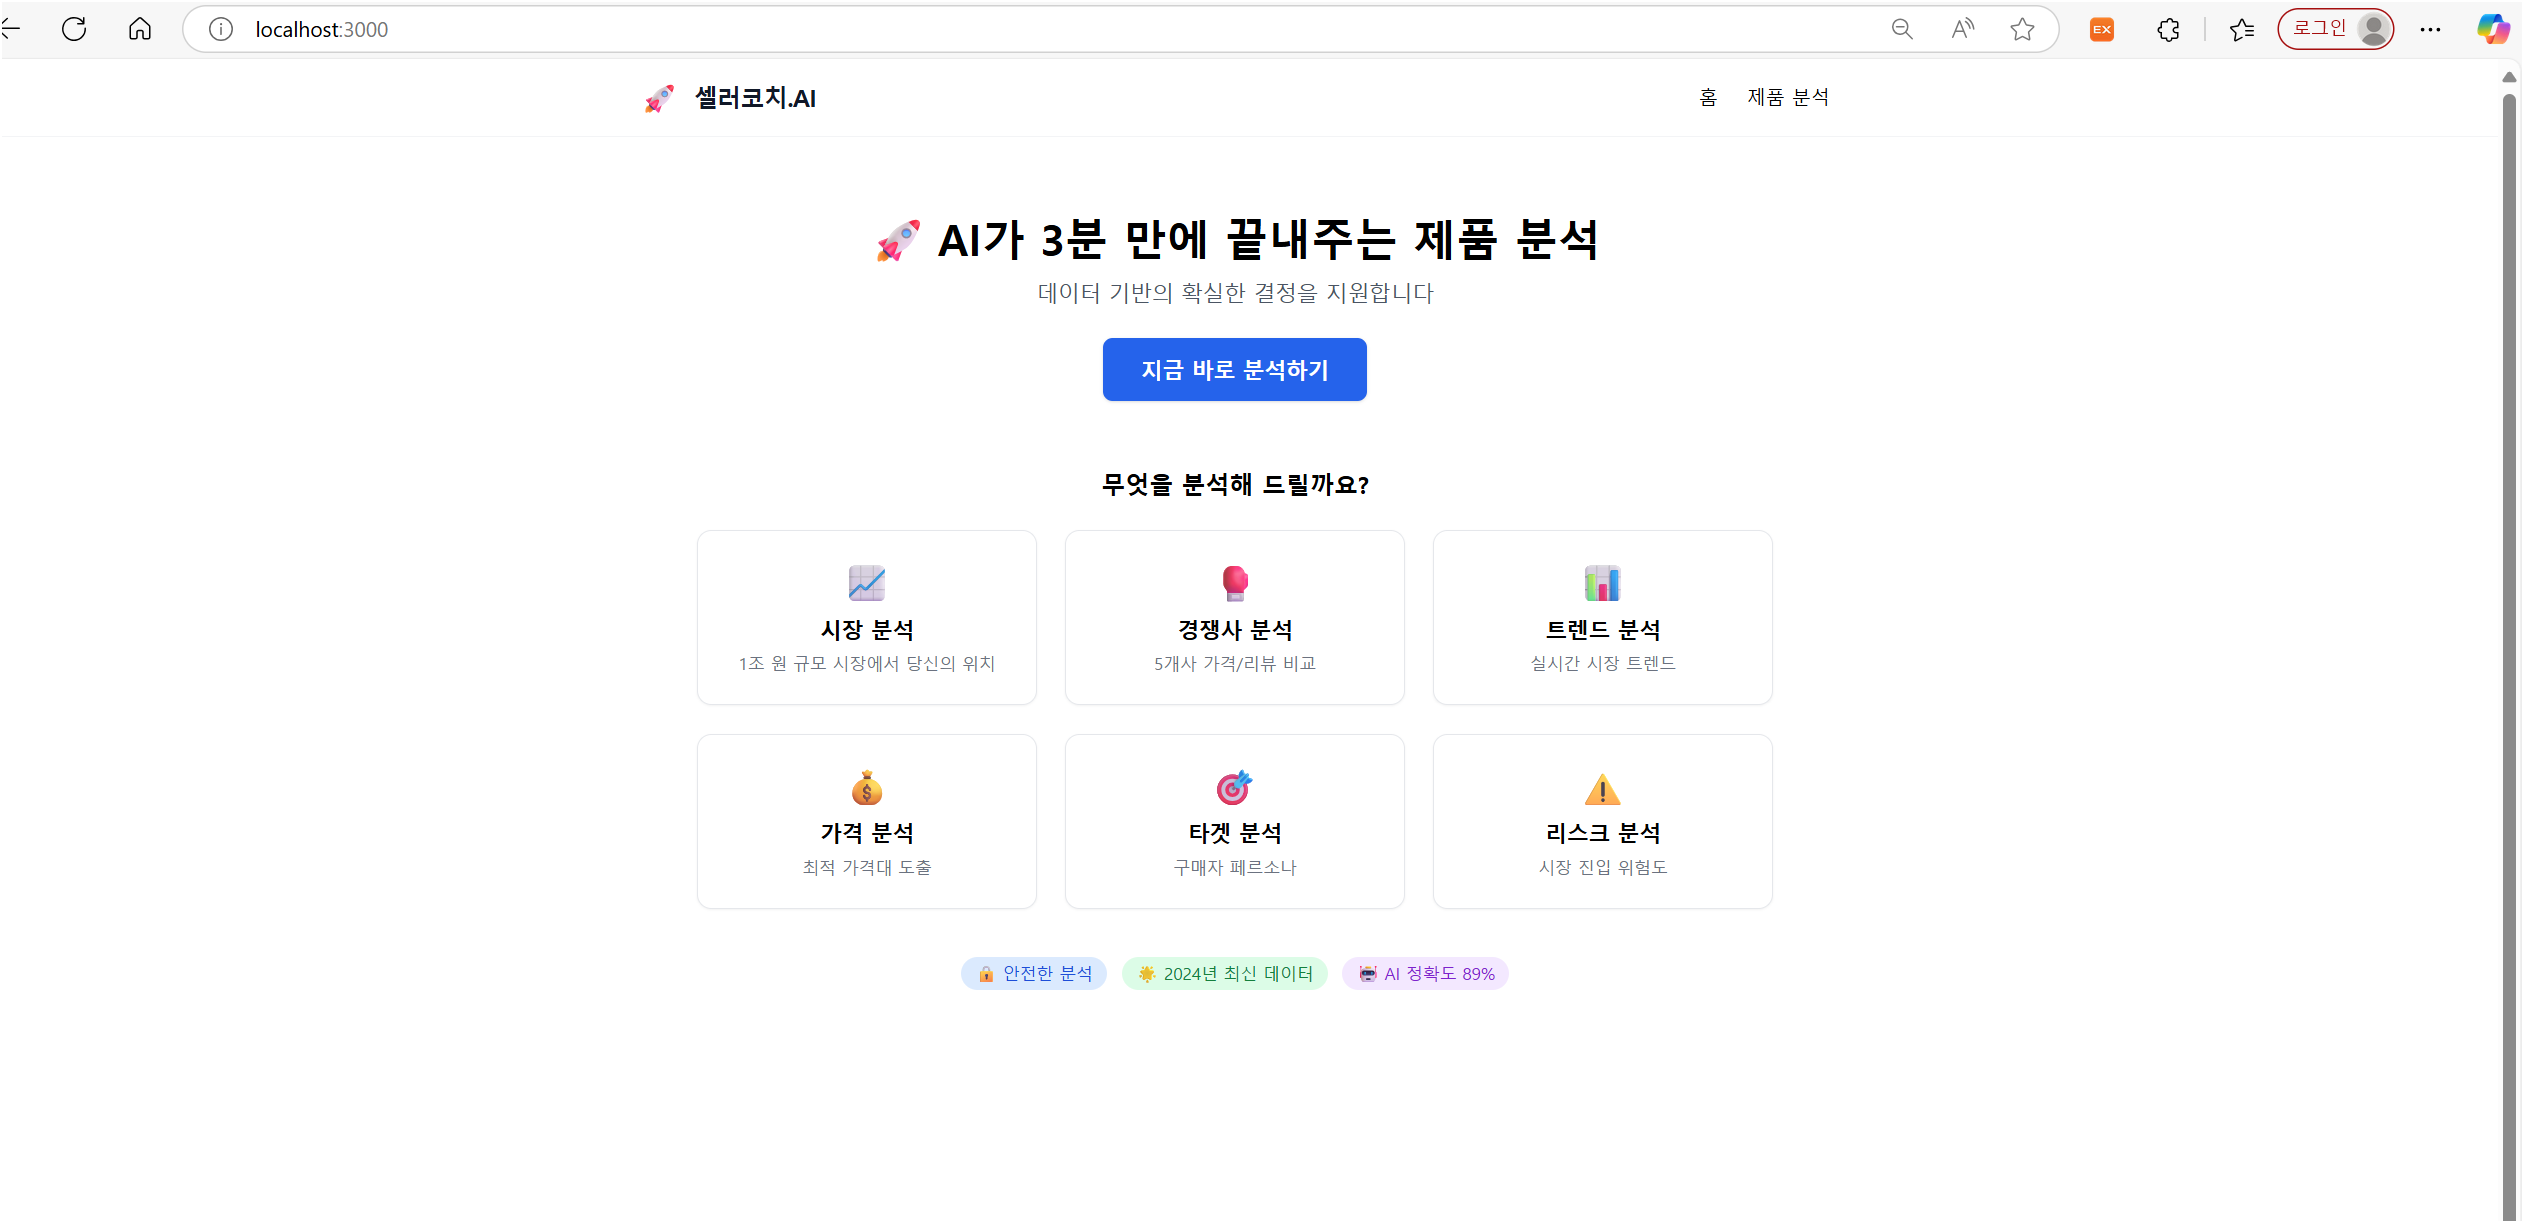 localhost:3000
EX
로그인
셀러코치.AI
홈
제품 분석
AI가 3분 만에 끝내주는 제품 분석
데이터 기반의 확실한 결정을 지원합니다
지금 바로 분석하기
무엇을 분석해 드릴까요?
시장 분석
1조 원 규모 시장에서 당신의 위치
경쟁사 분석
5개사 가격/리뷰 비교
트렌드 분석
실시간 시장 트렌드
가격 분석
최적 가격대 도출
타겟 분석
구매자 페르소나
리스크 분석
시장 진입 위험도
안전한 분석
2024년 최신 데이터
AI 정확도 89%